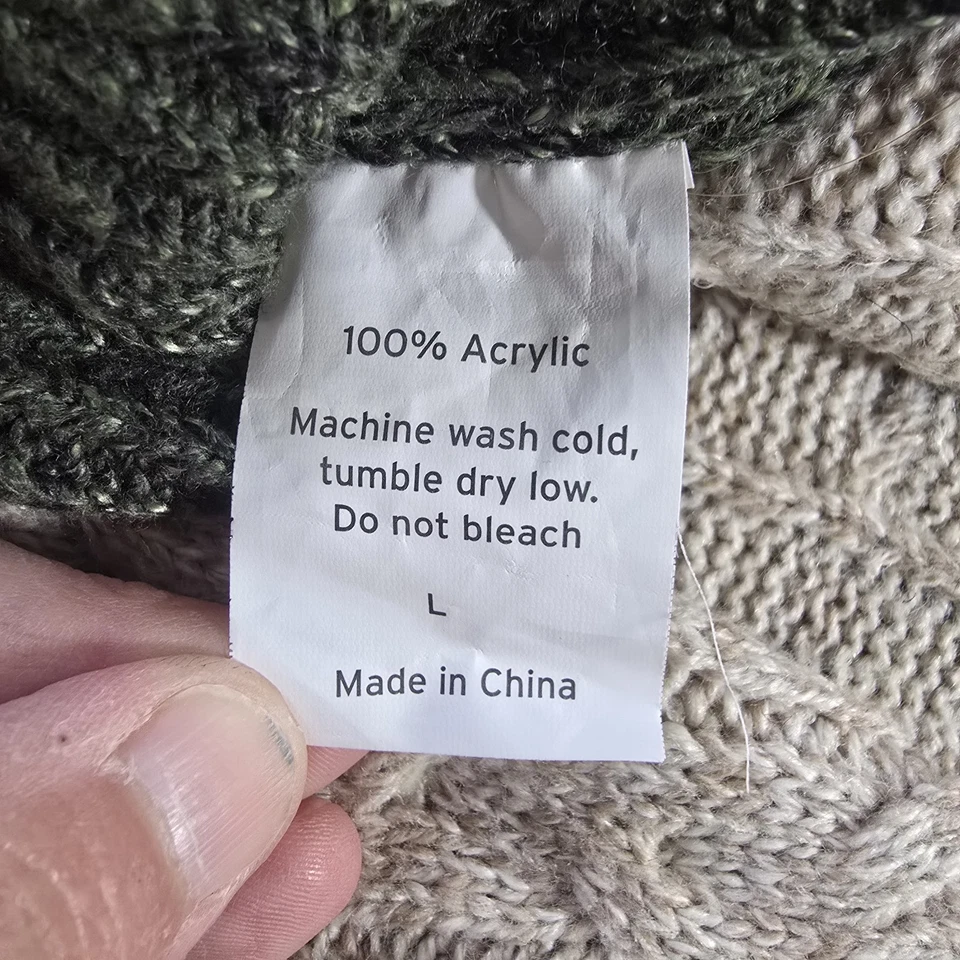 100% Acrylic
Machine wash cold,
tumble dry low.
Do not bleach
L
Made in China